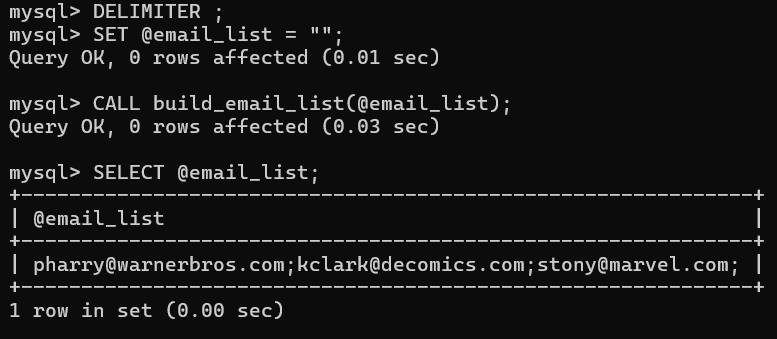 mysql> DELIMITER ;
mysql> SET @email_list = "";
Query OK, 0 rows affected (0.01 sec)
mysql> CALL build_email_list(@email_list);
Query OK, 0 rows affected (0.03 sec)
mysql> SELECT @email_list;
+------------------------------------------------------------+
| @email_list                                                |
+------------------------------------------------------------+
| pharry@warnerbros.com;kclark@decomics.com;stony@marvel.com; |
+------------------------------------------------------------+
1 row in set (0.00 sec)